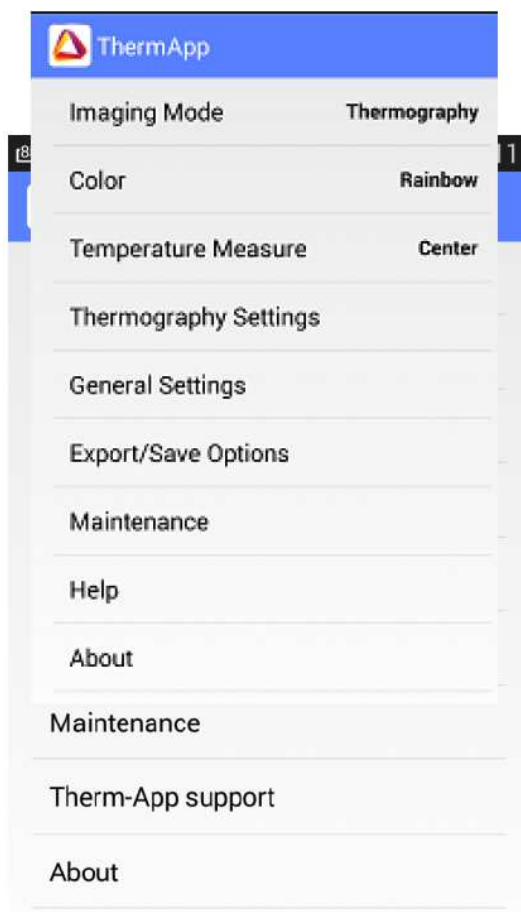 ThermApp
Imaging Mode Thermography
Color Rainbow
Temperature Measure Center
Thermography Settings
General Settings
Export/Save Options
Maintenance
Help
About
Maintenance
Therm-App support
About